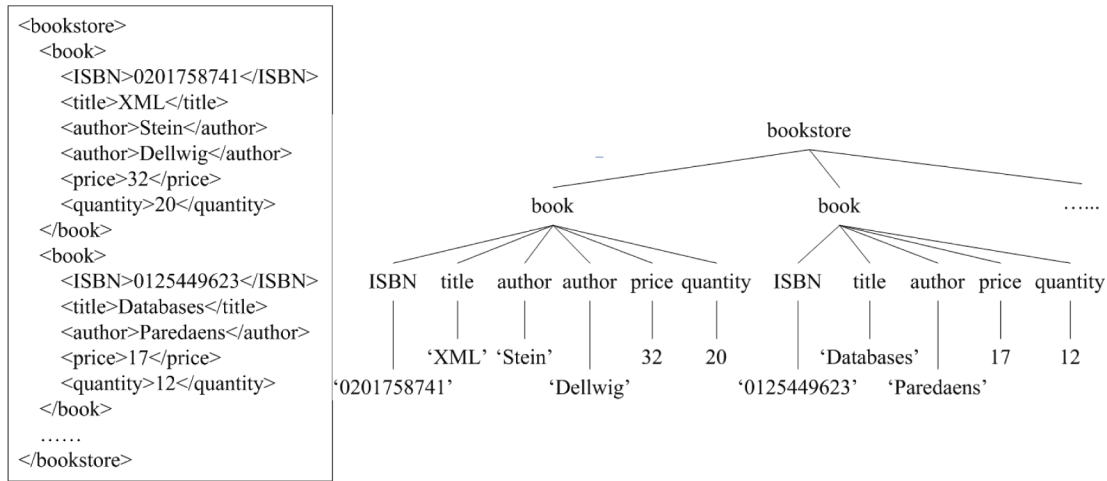 <bookstore>
<book>
<ISBN>0201758741</ISBN>
<title>XML</title>
<author>Stein</author>
<author>Dellwig</author>
<price>32</price>
<quantity>20</quantity>
</book>
<book>
<ISBN>0125449623</ISBN>
<title>Databases</title>
<author>Paredaens</author>
<price>17</price>
<quantity>12</quantity>
</book>
……
</bookstore>
bookstore
book book …...
ISBN title author author price quantity ISBN title author price quantity
‘XML’ ‘Stein’ 32 20 ‘Databases’ 17 12
‘0201758741’ ‘Dellwig’ ‘0125449623’ ‘Paredaens’